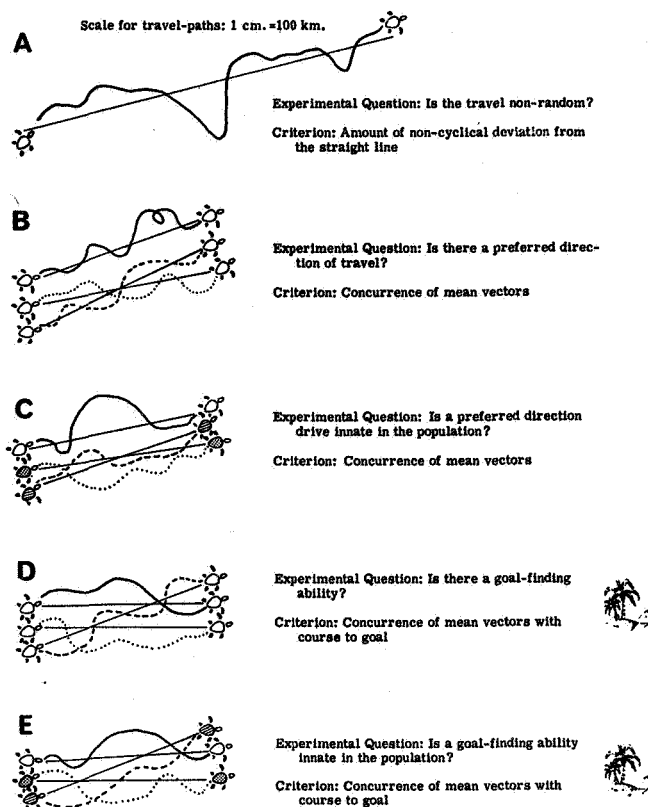 Scale for travel-paths: 1 cm. =100 km.
A
Experimental Question: Is the travel non-random?
Criterion: Amount of non-cyclical deviation from
the straight line
B
Experimental Question: Is there a preferred direc-
tion of travel?
Criterion: Concurrence of mean vectors
C
Experimental Question: Is a preferred direction
drive innate in the population?
Criterion: Concurrence of mean vectors
D
Experimental Question: Is there a goal-finding
ability?
Criterion: Concurrence of mean vectors with
course to goal
E
Experimental Question: Is a goal-finding ability
innate in the population?
Criterion: Concurrence of mean vectors with
course to goal